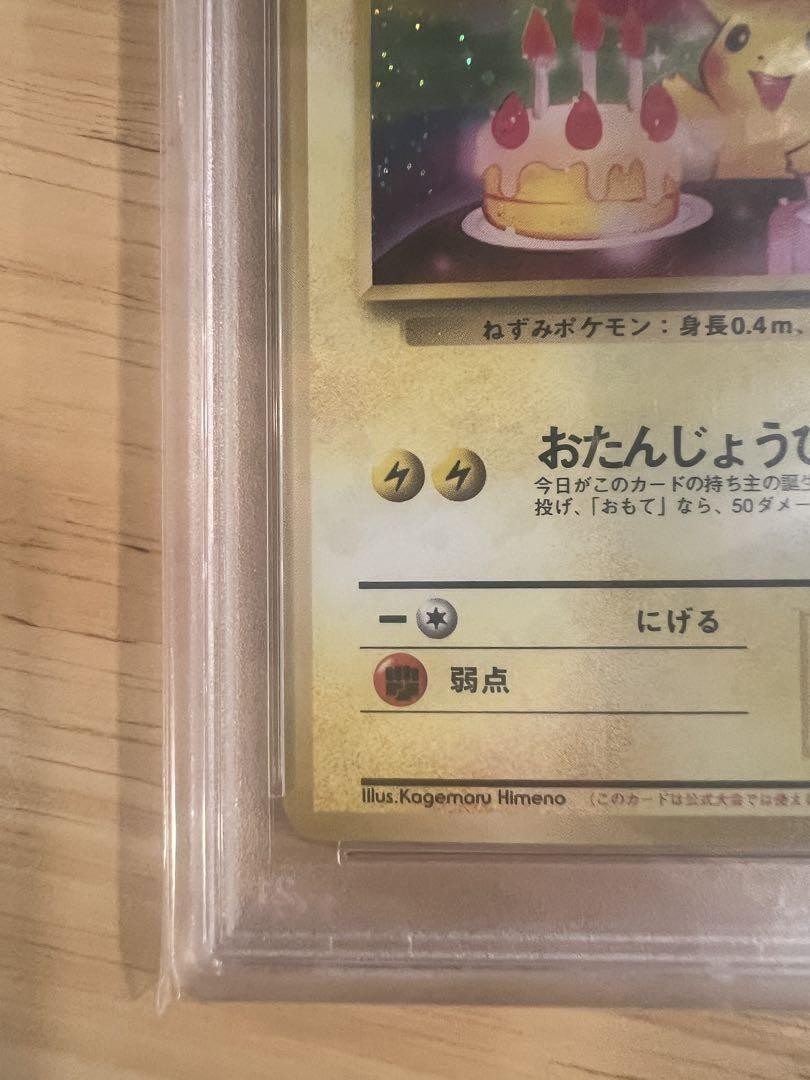 ねずみポケモン：身長0.4m、
おたんじょうび
今日がこのカードの持ち主の誕生
投げ、「おもて」なら、50ダメー
にげる
弱点
Illus.Kagemaru Himeno (このカードは公式大会では使え